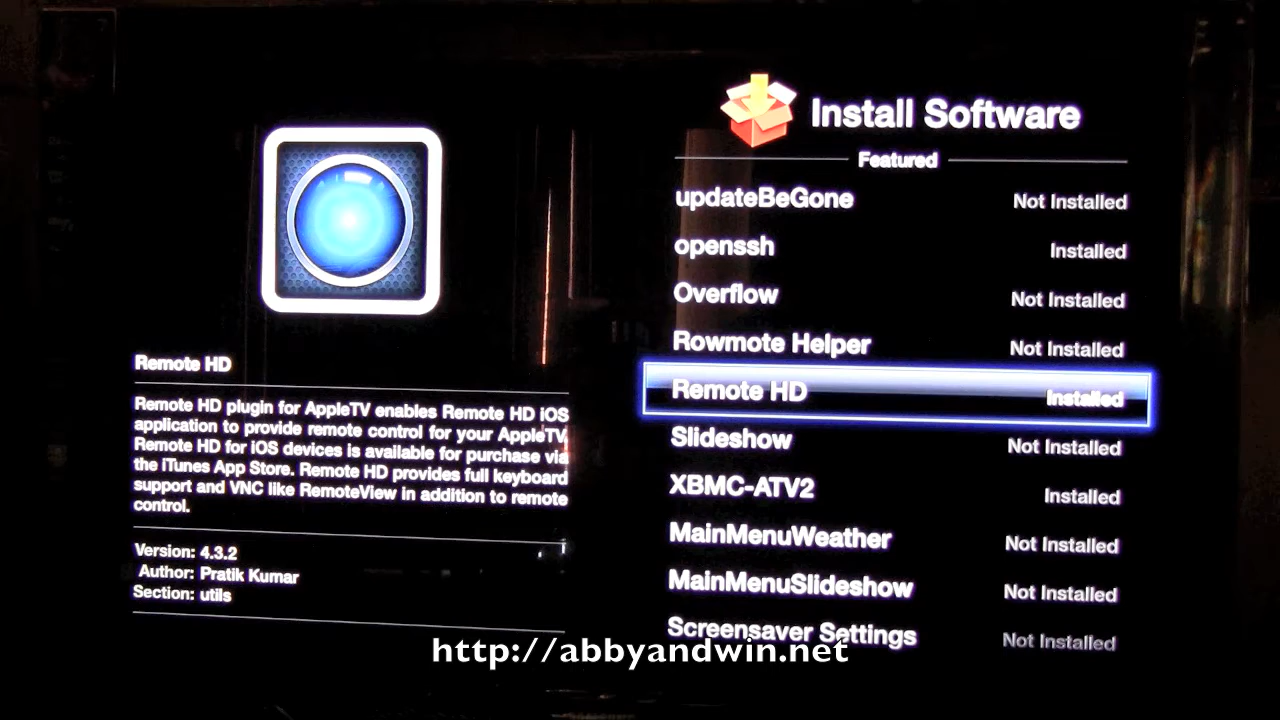 Install Software
Featured
updateBeGone Not Installed
openssh Installed
Overflow Not Installed
Rowmote Helper Not Installed
Remote HD Installed
Slideshow Not Installed
XBMC-ATV2 Installed
MainMenuWeather Not Installed
MainMenuSlideshow Not Installed
Screensaver Settings Not Installed
Remote HD
Remote HD plugin for AppleTV enables Remote HD iOS
application to provide remote control for your AppleTV.
Remote HD for iOS devices is available for purchase via
the iTunes App Store. Remote HD provides full keyboard
support and VNC like RemoteView in addition to remote
control.
Version: 4.3.2
Author: Pratik Kumar
Section: utils
http://abbyandwin.net